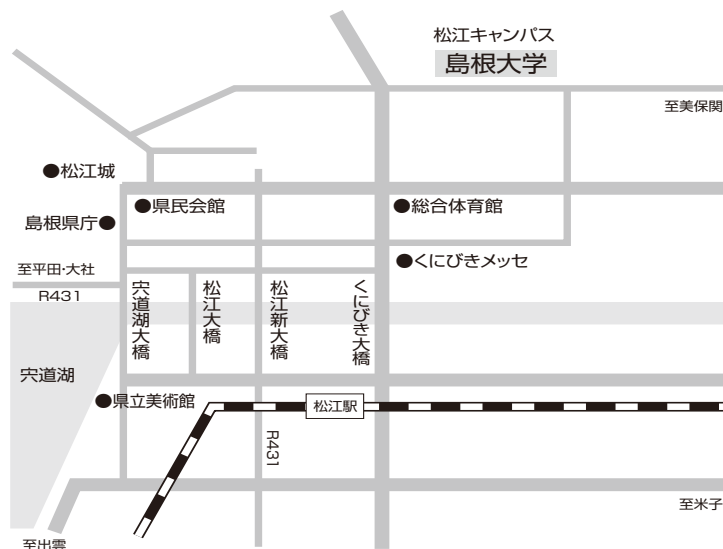 松江キャンパス
島根大学
至美保関
●松江城
●県民会館
●総合体育館
島根県庁●
●くにびきメッセ
至平田・大社
R431
宍道湖大橋
松江大橋
松江新大橋
くにびき大橋
宍道湖
●県立美術館
松江駅
R431
至米子
至出雲